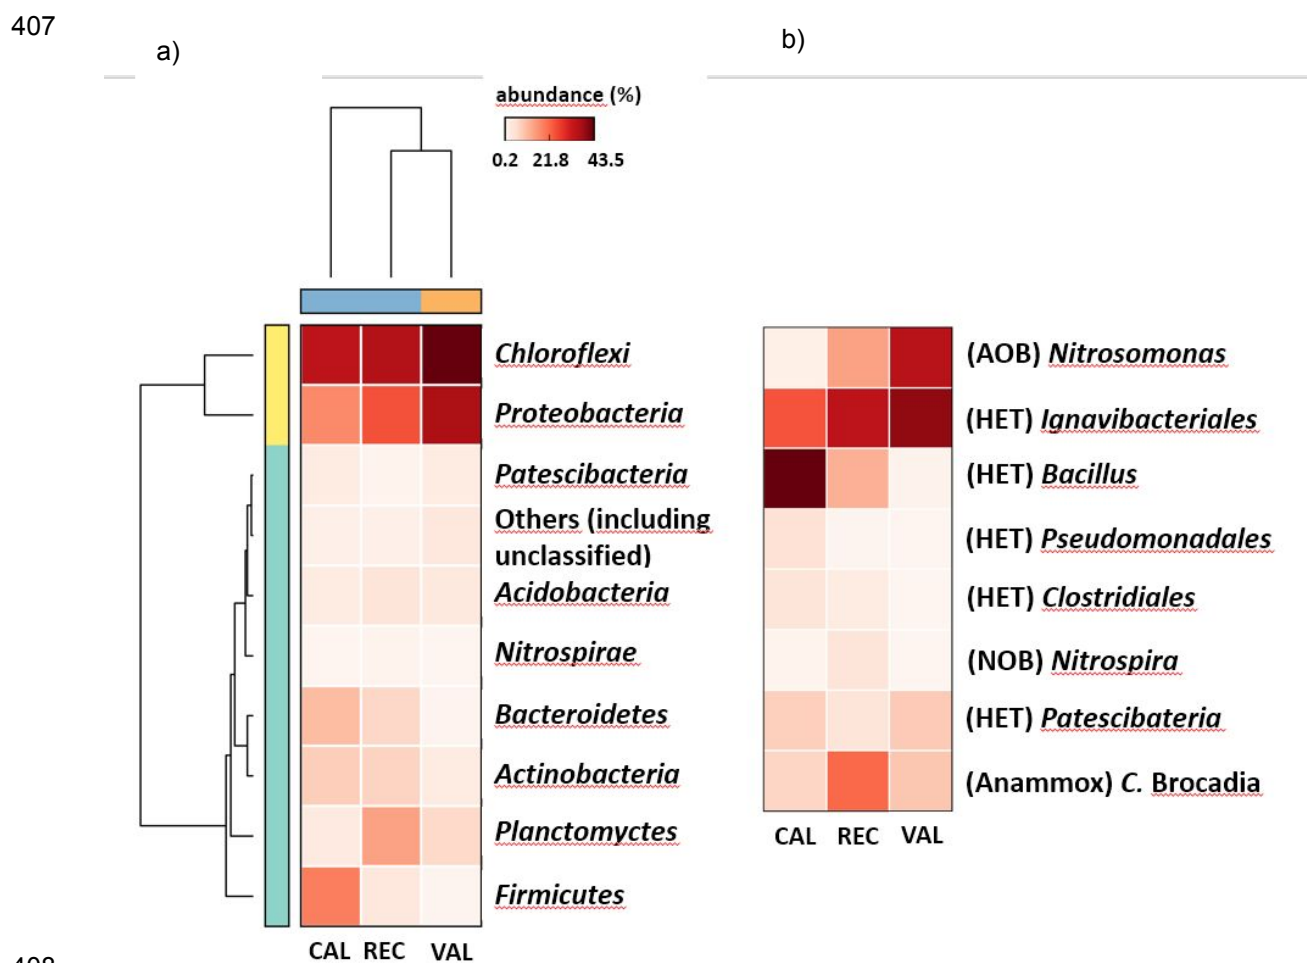 407
a)
b)
abundance (%)
0.2 21.8 43.5
Chloroflexi
Proteobacteria
Patescibacteria
Others (including
unclassified)
Acidobacteria
Nitrospirae
Bacteroidetes
Actinobacteria
Planctomyctes
Firmicutes
CAL REC VAL
(AOB) Nitrosomonas
(HET) Ignavibacteriales
(HET) Bacillus
(HET) Pseudomonadales
(HET) Clostridiales
(NOB) Nitrospira
(HET) Patescibateria
(Anammox) C. Brocadia
CAL REC VAL